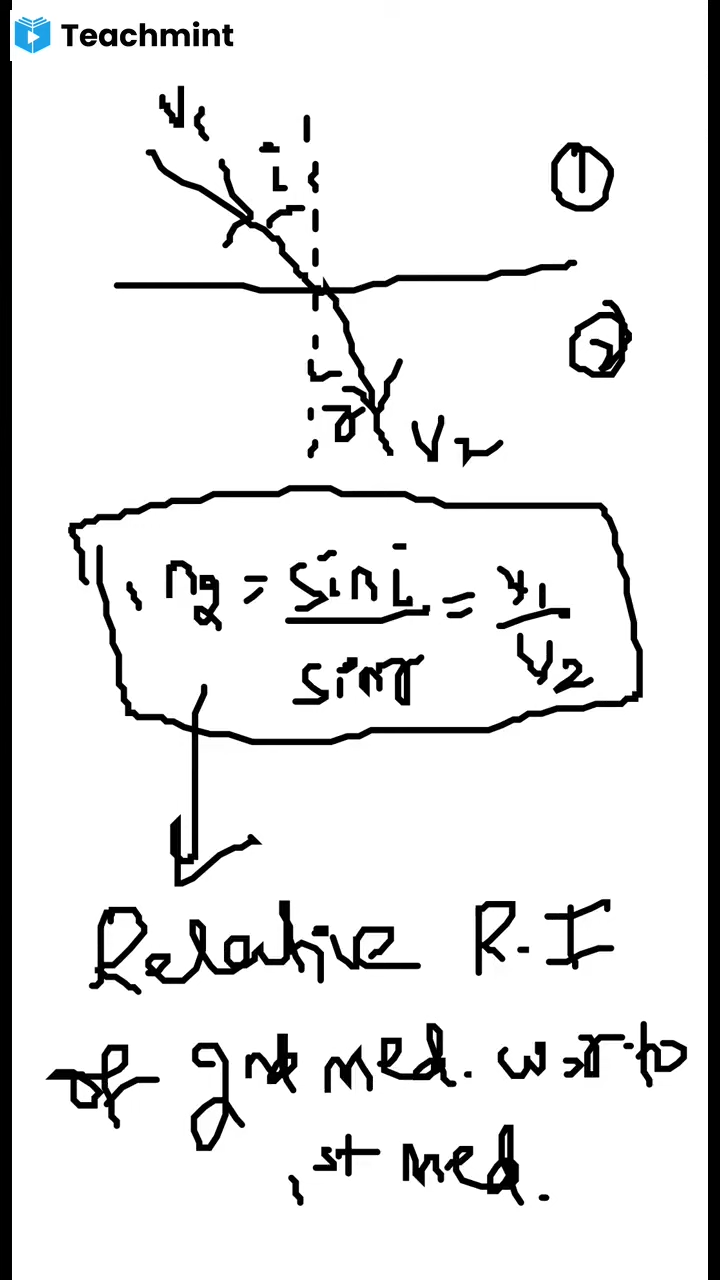 Teachmint
V1
i
1
2
r
V2
1n2 = sin i / sin r = v1 / v2
Relative R.I
of 2nd med. w.r.to
1st med.